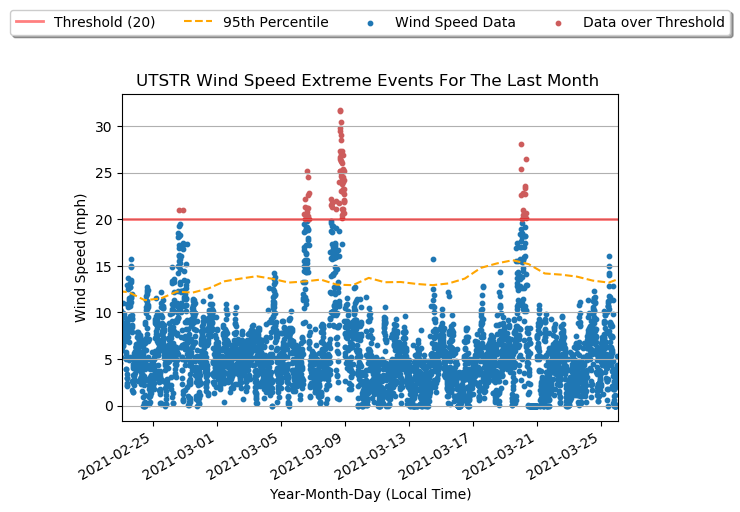 Threshold (20) 95th Percentile Wind Speed Data Data over Threshold
UTSTR Wind Speed Extreme Events For The Last Month
30
25
20
15
10
5
0
Wind Speed (mph)
2021-02-25 2021-03-01 2021-03-05 2021-03-09 2021-03-13 2021-03-17 2021-03-21 2021-03-25
Year-Month-Day (Local Time)